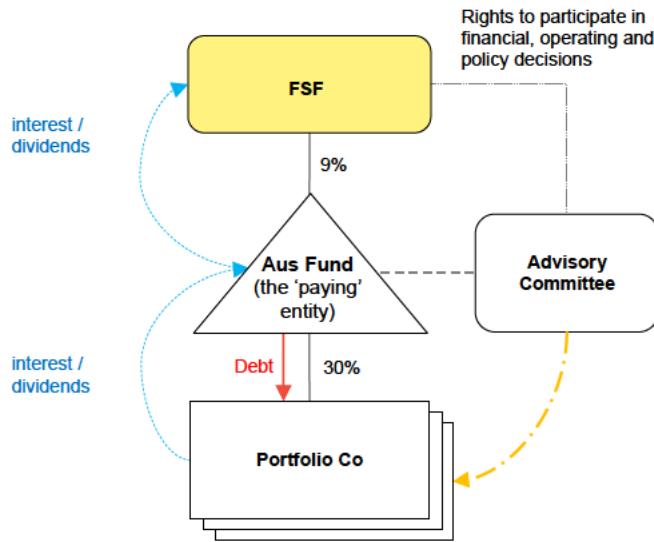 Rights to participate in
financial, operating and
policy decisions
FSF
interest /
dividends
9%
Aus Fund
(the ‘paying’
entity)
Advisory
Committee
interest /
dividends
Debt
30%
Portfolio Co